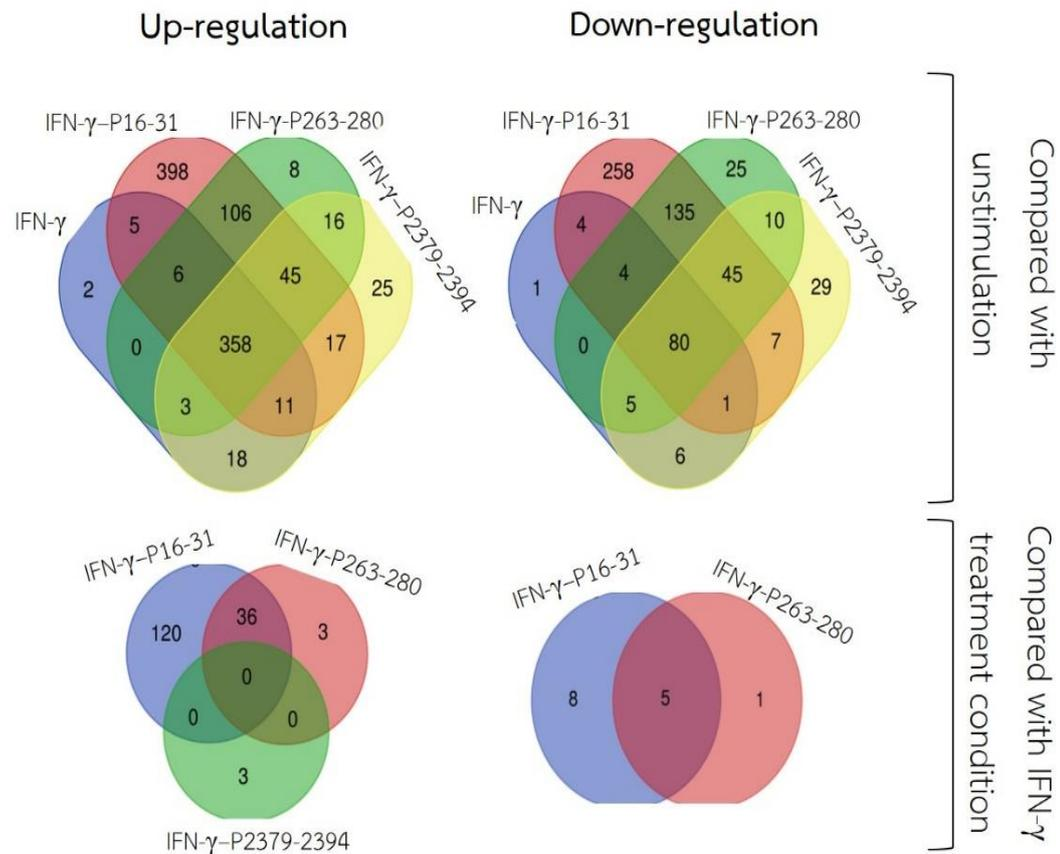 Up-regulation
Down-regulation
IFN-γ–P16-31
IFN-γ-P263-280
IFN-γ–P2379-2394
IFN-γ
398
8
5
106
16
2
6
45
25
0
358
17
3
11
18
IFN-γ–P16-31
IFN-γ-P263-280
IFN-γ–P2379-2394
IFN-γ
258
25
4
135
10
1
4
45
29
0
80
7
5
1
6
Compared with
unstimulation
IFN-γ–P16-31
IFN-γ-P263-280
120
36
3
0
0
0
3
IFN-γ–P2379-2394
IFN-γ–P16-31
IFN-γ-P263-280
8
5
1
Compared with IFN-γ
treatment condition